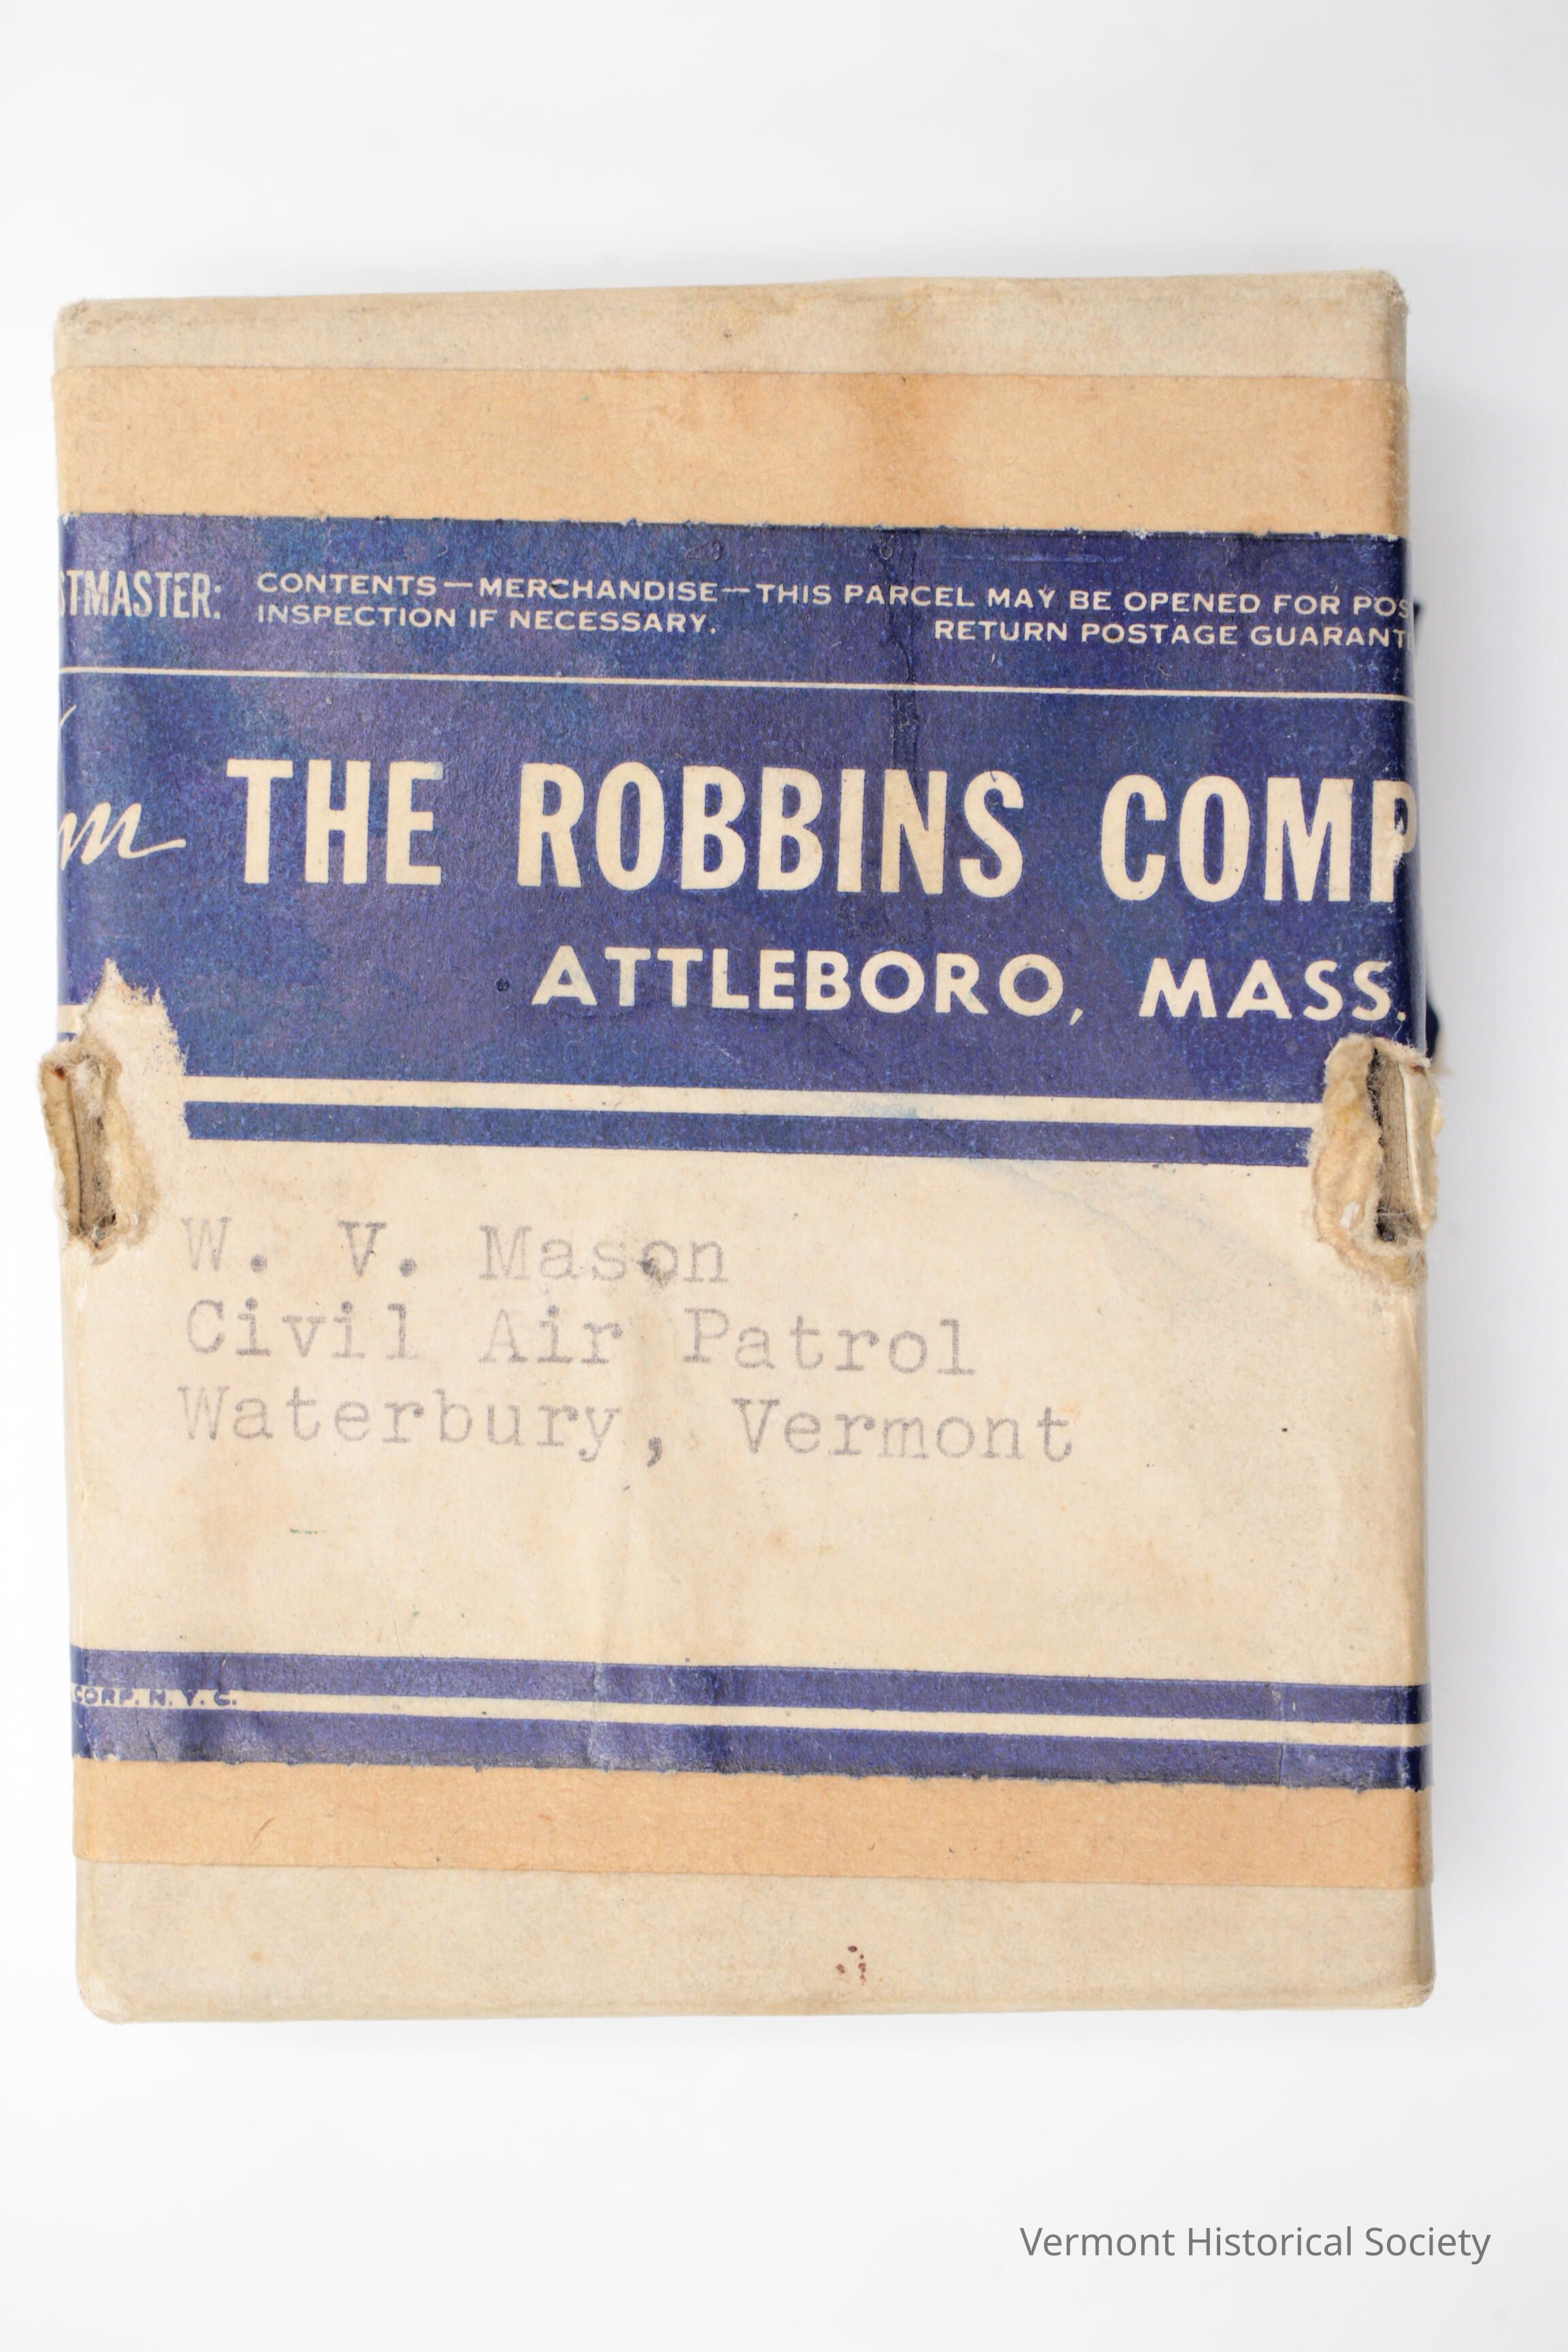 STMASTER: CONTENTS—MERCHANDISE—THIS PARCEL MAY BE OPENED FOR POS
INSPECTION IF NECESSARY. RETURN POSTAGE GUARANT
m THE ROBBINS COMP
ATTLEBORO, MASS.
W. V. Mason
Civil Air Patrol
Waterbury, Vermont
CORP. N. Y. C.
Vermont Historical Society